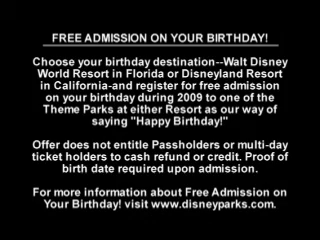 FREE ADMISSION ON YOUR BIRTHDAY!
Choose your birthday destination--Walt Disney
World Resort in Florida or Disneyland Resort
in California-and register for free admission
on your birthday during 2009 to one of the
Theme Parks at either Resort as our way of
saying "Happy Birthday!"
Offer does not entitle Passholders or multi-day
ticket holders to cash refund or credit. Proof of
birth date required upon admission.
For more information about Free Admission on
Your Birthday! visit www.disneyparks.com.